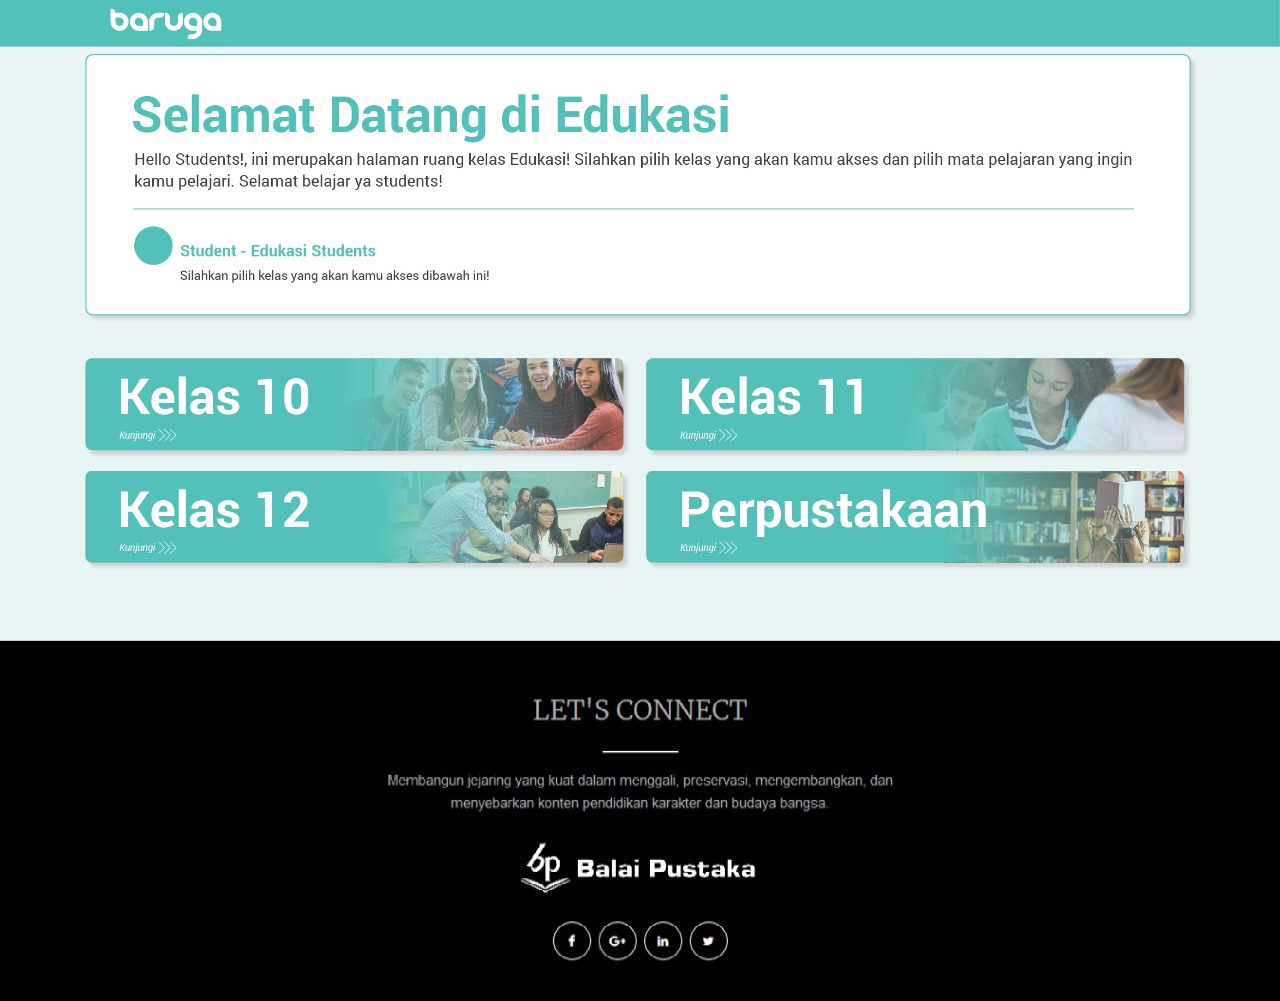 baruga
Selamat Datang di Edukasi
Hello Students!, ini merupakan halaman ruang kelas Edukasi! Silahkan pilih kelas yang akan kamu akses dan pilih mata pelajaran yang ingin
kamu pelajari. Selamat belajar ya students!
Student - Edukasi Students
Silahkan pilih kelas yang akan kamu akses dibawah ini!
Kelas 10
Kunjungi
Kelas 11
Kunjungi
Kelas 12
Kunjungi
Perpustakaan
Kunjungi
LET'S CONNECT
Membangun jejaring yang kuat dalam menggali, preservasi, mengembangkan, dan
menyebarkan konten pendidikan karakter dan budaya bangsa.
bp Balai Pustaka
f G+ in